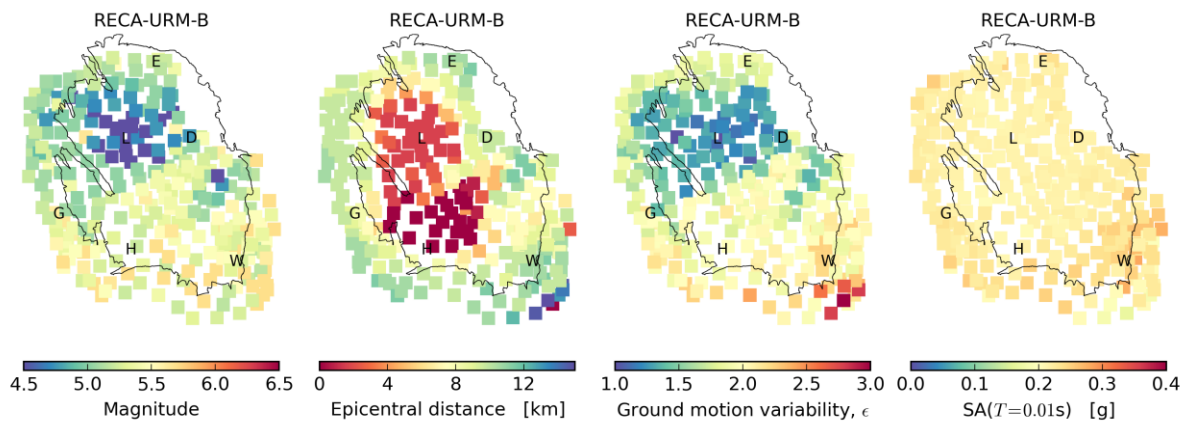 RECA-URM-B
E
L
D
G
H
W
4.5 5.0 5.5 6.0 6.5
Magnitude
RECA-URM-B
E
L
D
G
H
W
0 4 8 12
Epicentral distance [km]
RECA-URM-B
E
L
D
G
H
W
1.0 1.5 2.0 2.5 3.0
Ground motion variability, ϵ
RECA-URM-B
E
L
D
G
H
W
0.0 0.1 0.2 0.3 0.4
SA(T=0.01s) [g]